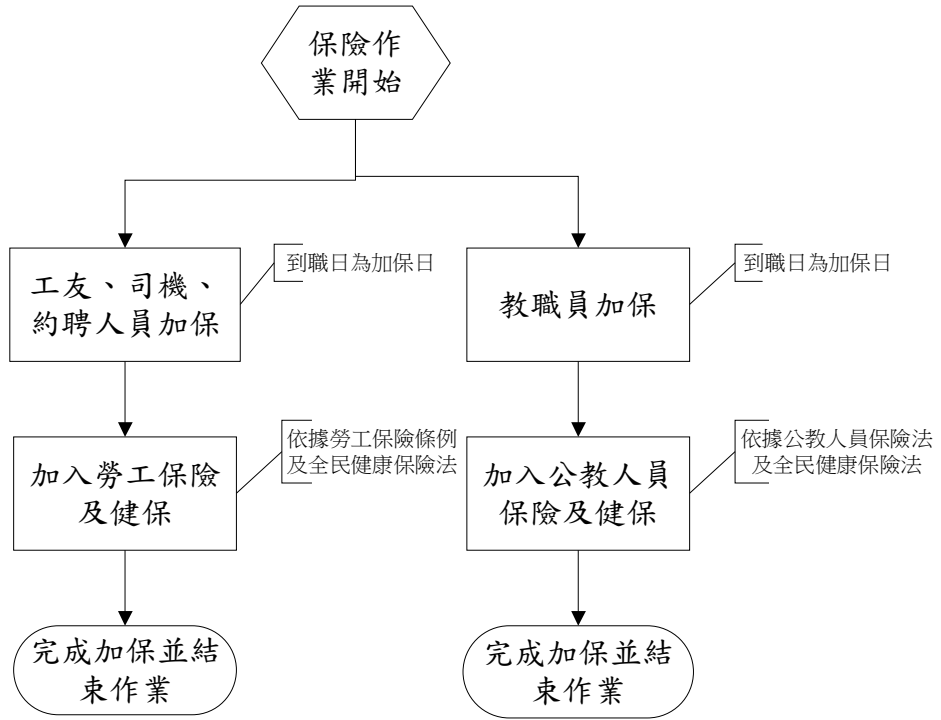 保險作
業開始
工友、司機、
約聘人員加保
到職日為加保日
教職員加保
到職日為加保日
加入勞工保險
及健保
依據勞工保險條例
及全民健康保險法
加入公教人員
保險及健保
依據公教人員保險法
及全民健康保險法
完成加保並結
束作業
完成加保並結
束作業